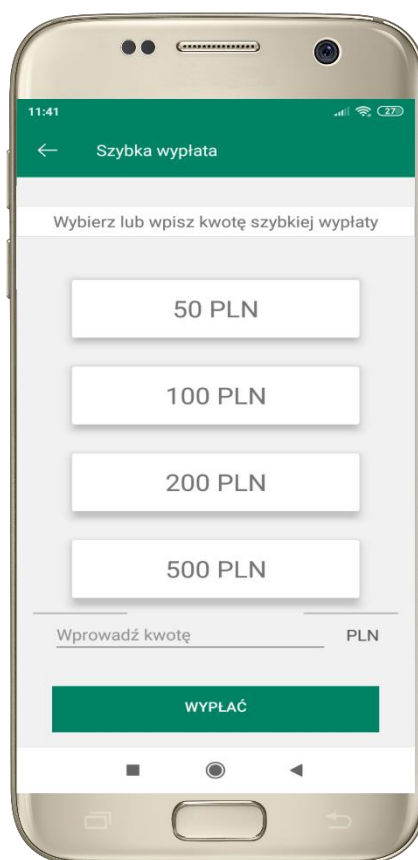 11:41
27
Szybka wypłata
Wybierz lub wpisz kwotę szybkiej wypłaty
50 PLN
100 PLN
200 PLN
500 PLN
Wprowadź kwotę PLN
WYPŁAĆ